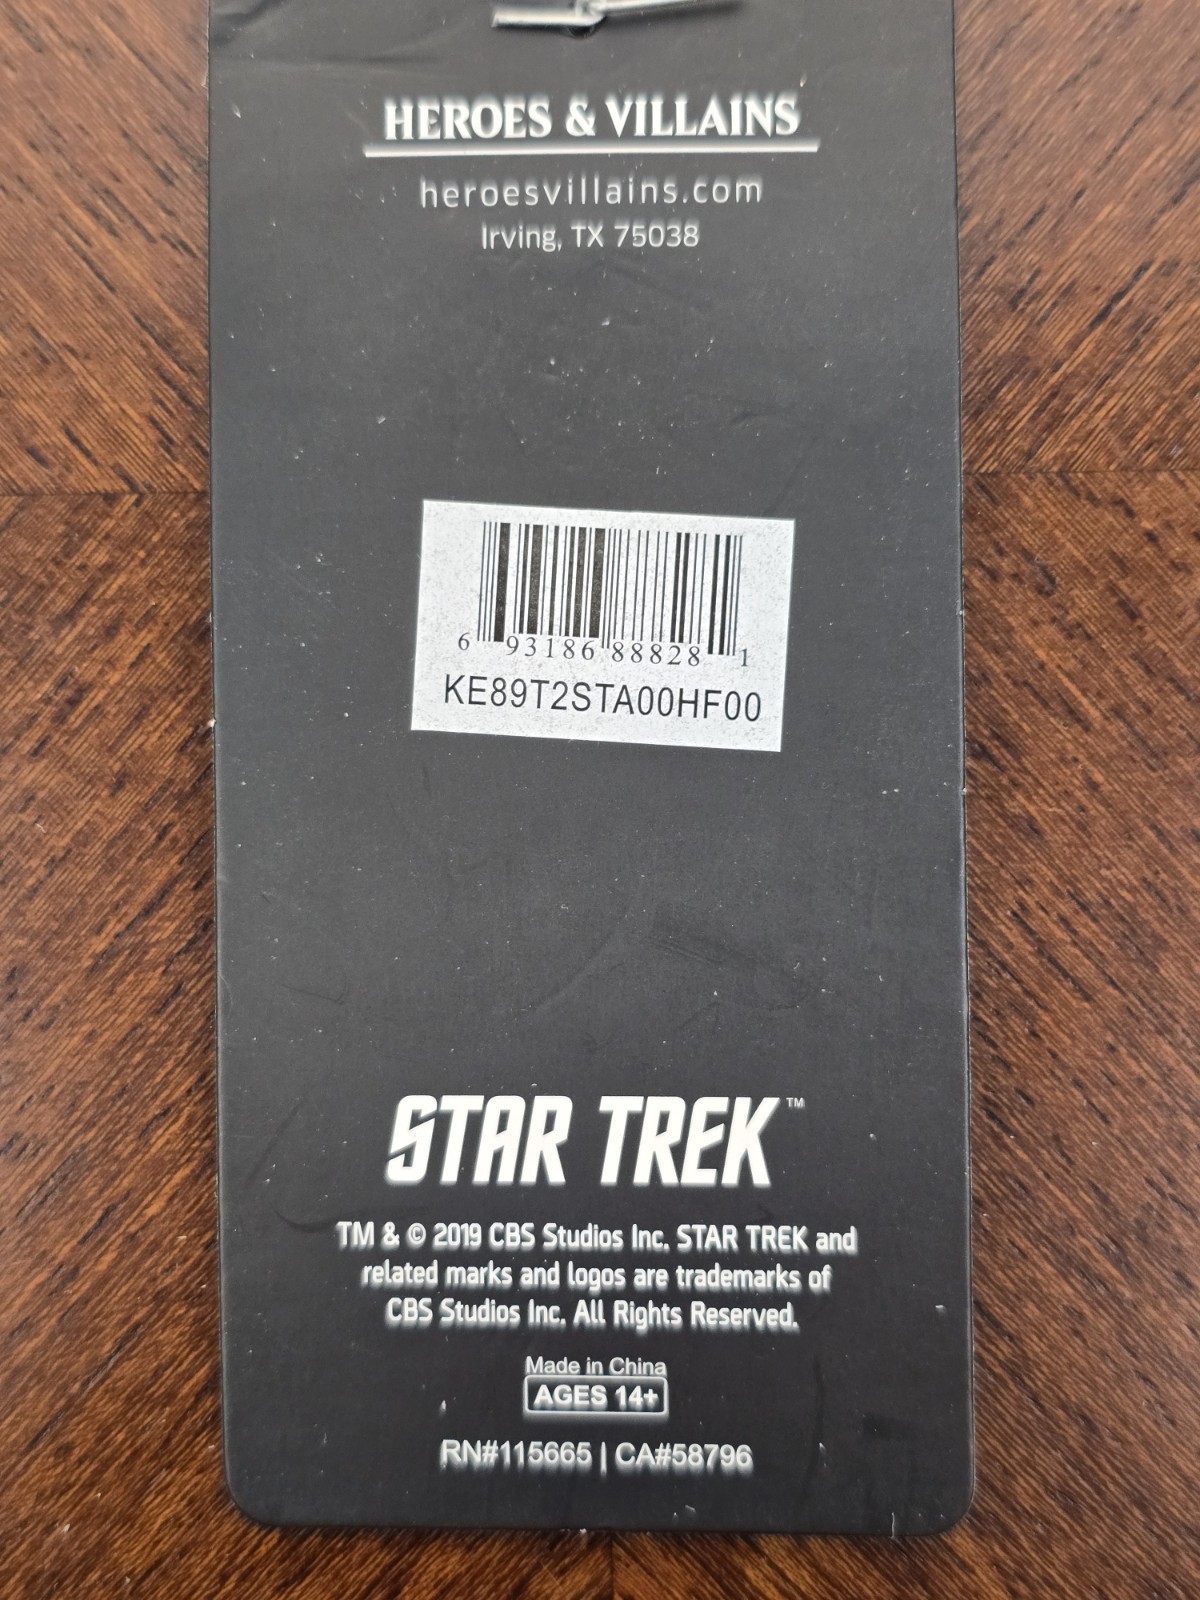 HEROES & VILLAINS
heroesvillains.com
Irving, TX 75038
6 93186 88828 1
KE89T2STA00HF00
STAR TREK™
TM & © 2019 CBS Studios Inc. STAR TREK and
related marks and logos are trademarks of
CBS Studios Inc. All Rights Reserved.
Made in China
AGES 14+
RN#115665 | CA#58796